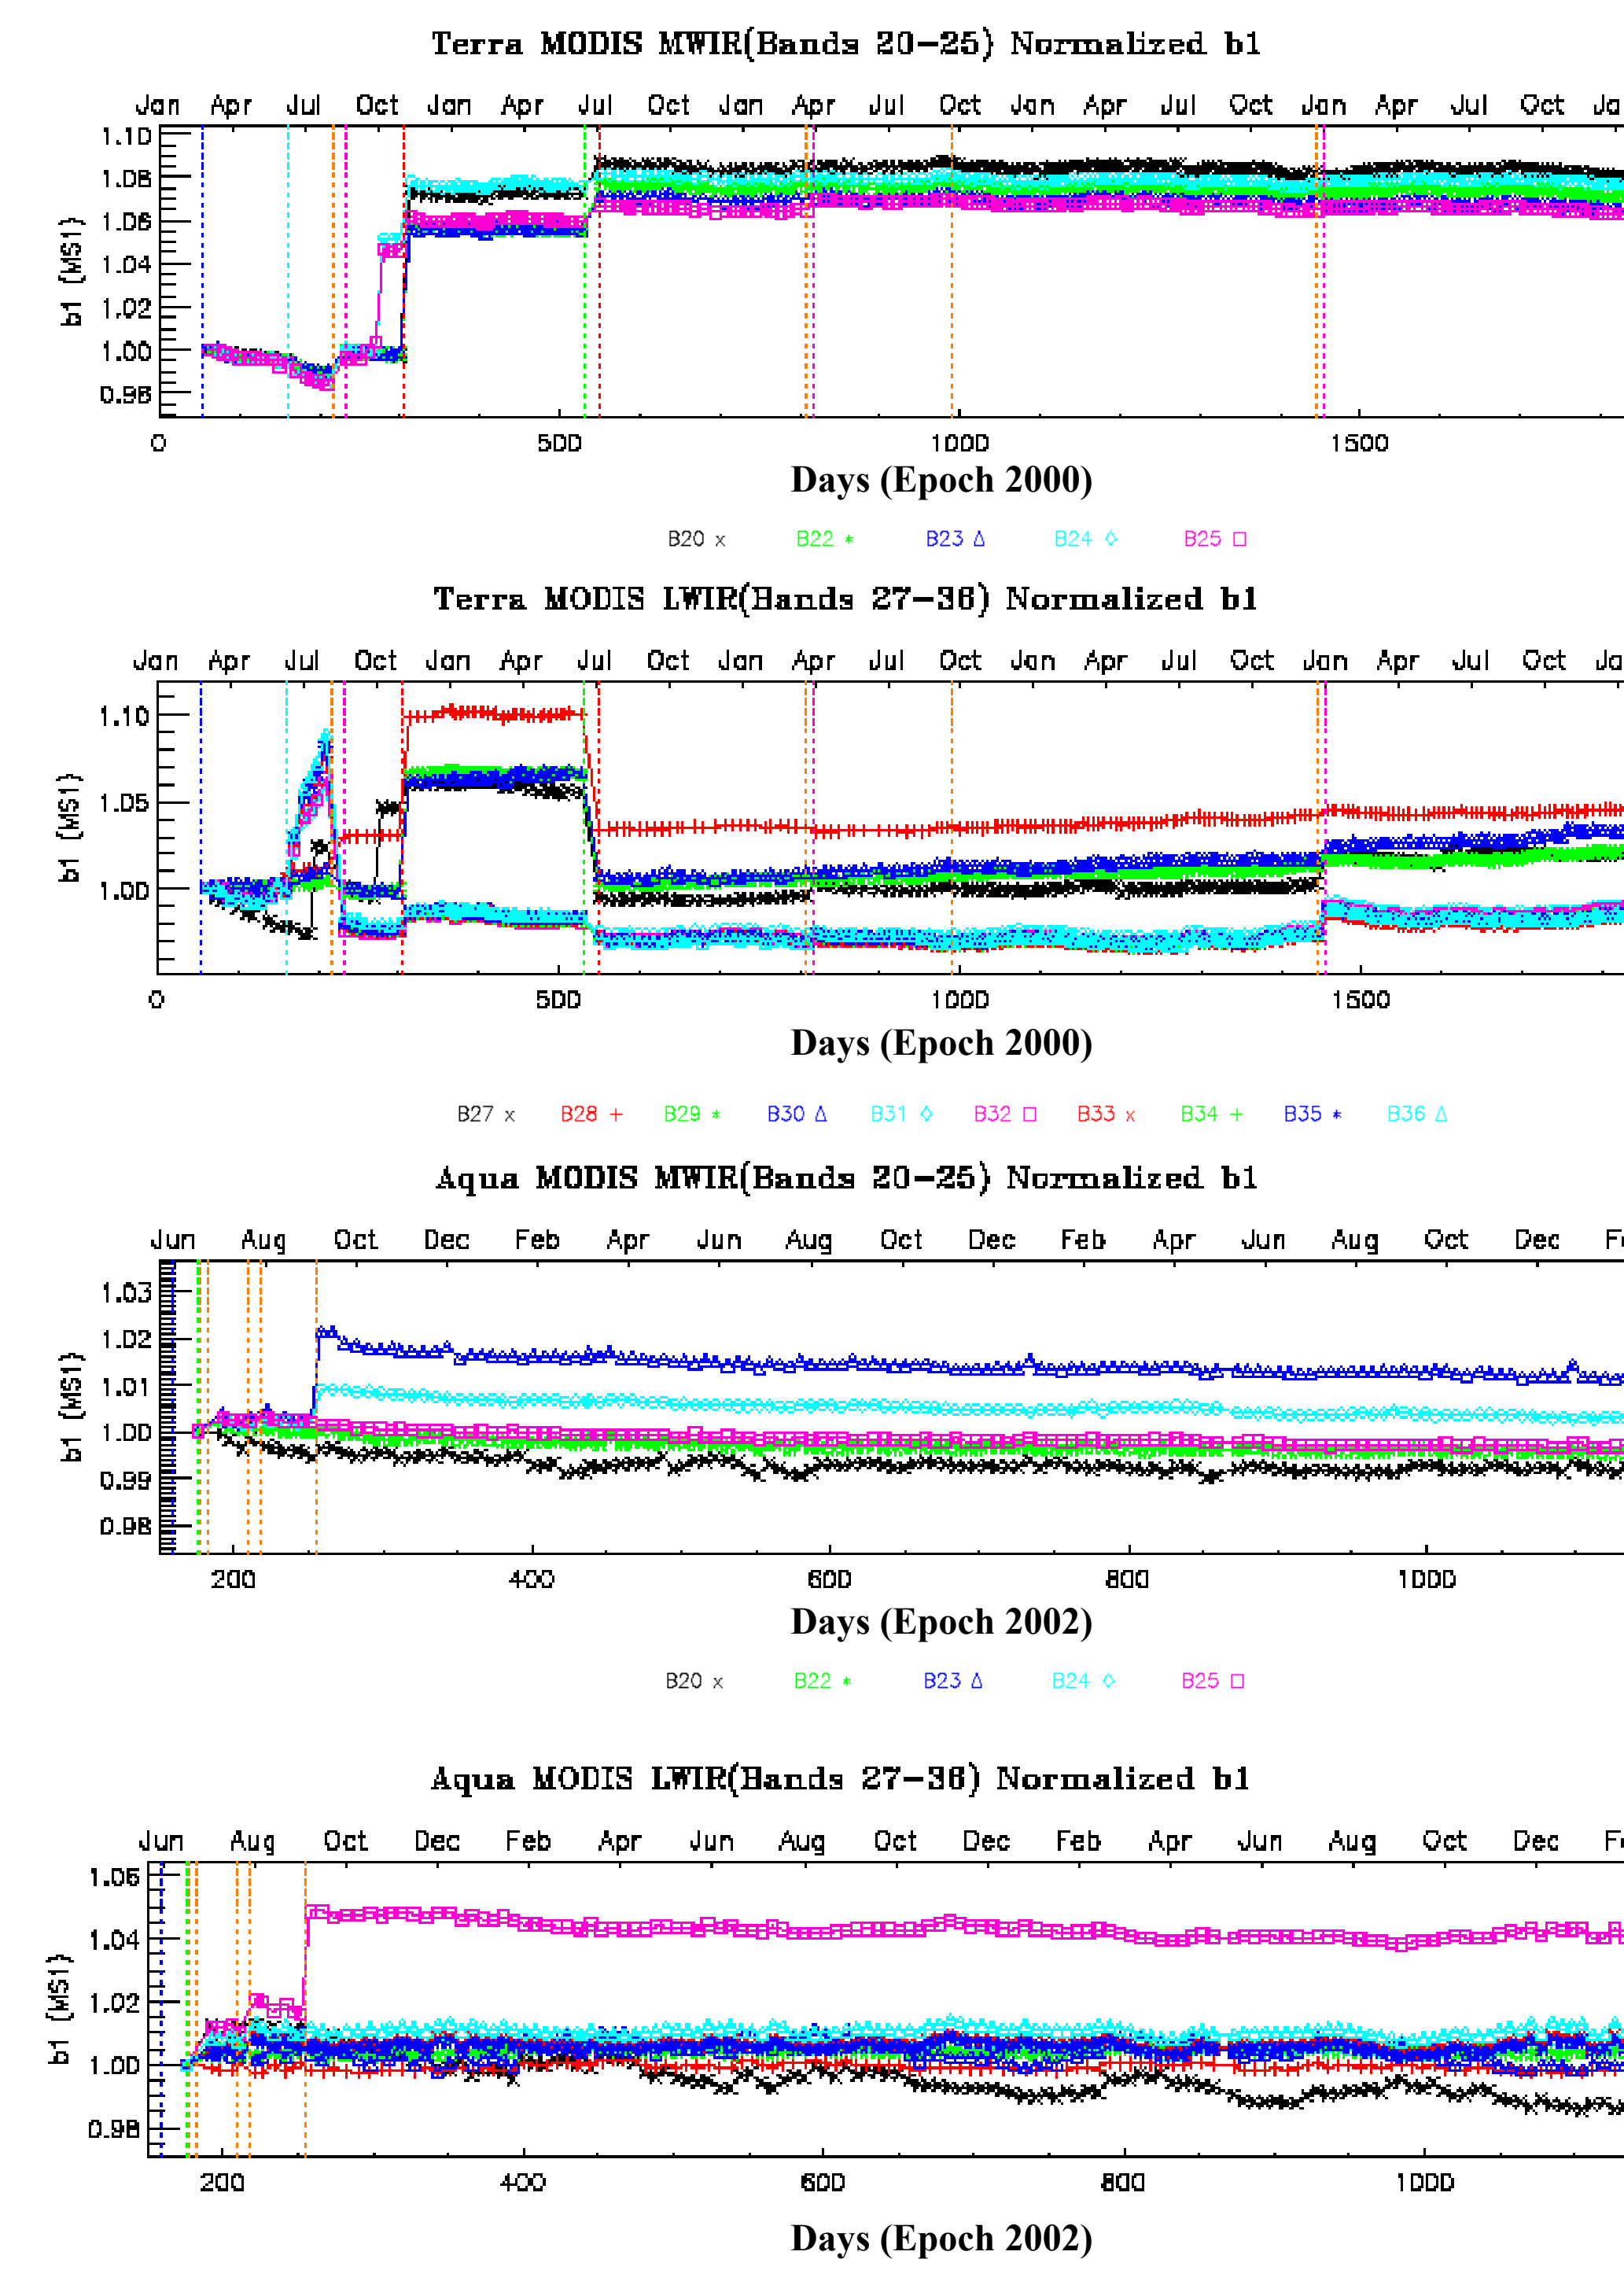 Terra MODIS MWIR(Bands 20-25) Normalized b1
Jan Apr Jul Oct Jan Apr Jul Oct Jan Apr Jul Oct Jan Apr Jul Oct Jan Apr Jul Oct Ja
1.10
1.08
1.06
1.04
1.02
1.00
0.98
b1 (MS1)
0 500 1000 1500
Days (Epoch 2000)
B20 x B22 * B23 △ B24 ◇ B25 □
Terra MODIS LWIR(Bands 27-36) Normalized b1
Jan Apr Jul Oct Jan Apr Jul Oct Jan Apr Jul Oct Jan Apr Jul Oct Jan Apr Jul Oct Ja
1.10
1.05
1.00
b1 (MS1)
0 500 1000 1500
Days (Epoch 2000)
B27 x B28 + B29 * B30 △ B31 ◇ B32 □ B33 x B34 + B35 * B36 △
Aqua MODIS MWIR(Bands 20-25) Normalized b1
Jun Aug Oct Dec Feb Apr Jun Aug Oct Dec Feb Apr Jun Aug Oct Dec Fe
1.03
1.02
1.01
1.00
0.99
0.98
b1 (MS1)
200 400 600 800 1000
Days (Epoch 2002)
B20 x B22 * B23 △ B24 ◇ B25 □
Aqua MODIS LWIR(Bands 27-36) Normalized b1
Jun Aug Oct Dec Feb Apr Jun Aug Oct Dec Feb Apr Jun Aug Oct Dec Fe
1.06
1.04
1.02
1.00
0.98
b1 (MS1)
200 400 600 800 1000
Days (Epoch 2002)